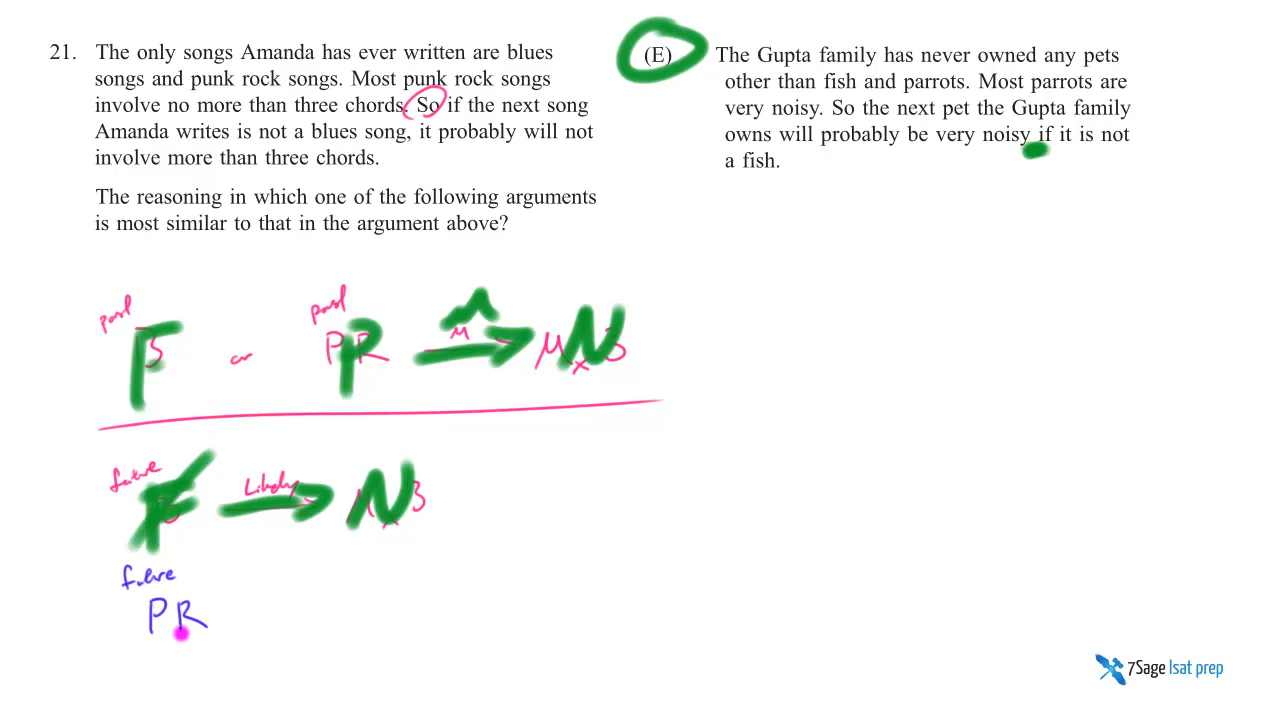 21. The only songs Amanda has ever written are blues
songs and punk rock songs. Most punk rock songs
involve no more than three chords. So if the next song
Amanda writes is not a blues song, it probably will not
involve more than three chords.
The reasoning in which one of the following arguments
is most similar to that in the argument above?
(E) The Gupta family has never owned any pets
other than fish and parrots. Most parrots are
very noisy. So the next pet the Gupta family
owns will probably be very noisy if it is not
a fish.
past
past
F or PR M N
future
F Likely N 3
future
PR
7Sage lsat prep